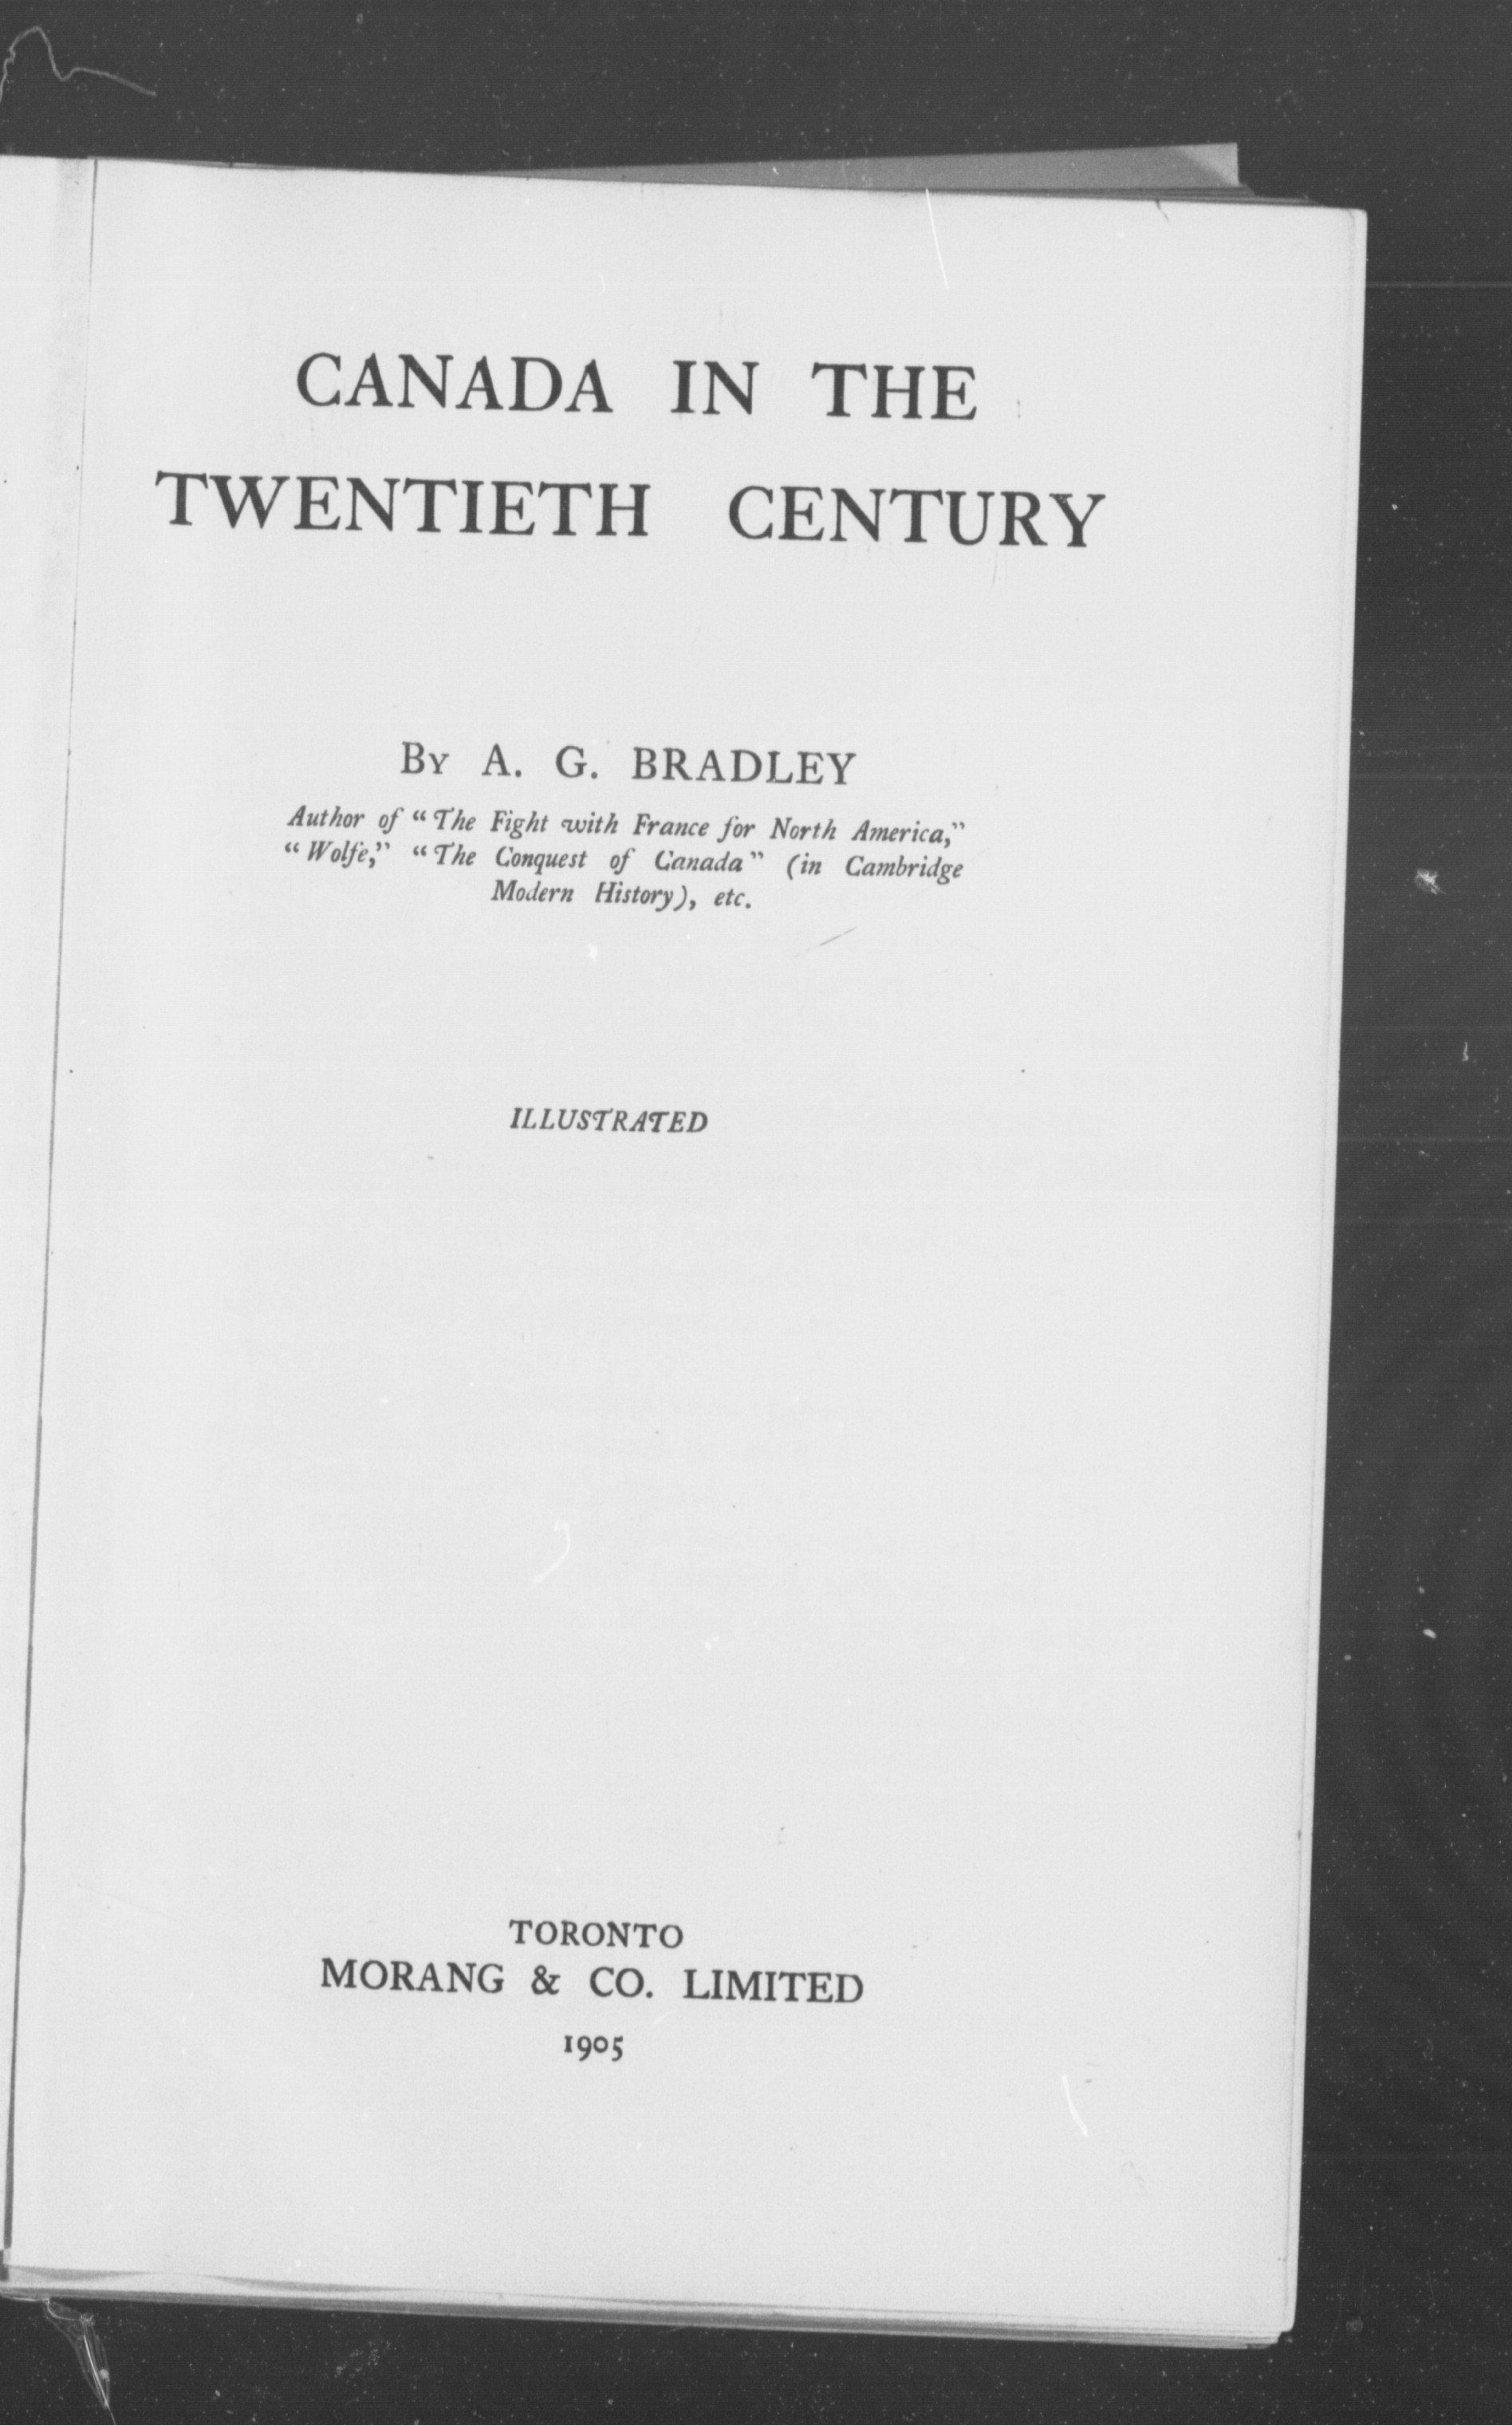 CANADA IN THE
TWENTIETH CENTURY
By A. G. BRADLEY
Author of “The Fight with France for North America,”
“Wolfe,” “The Conquest of Canada” (in Cambridge
Modern History), etc.
ILLUSTRATED
TORONTO
MORANG & CO. LIMITED
1905